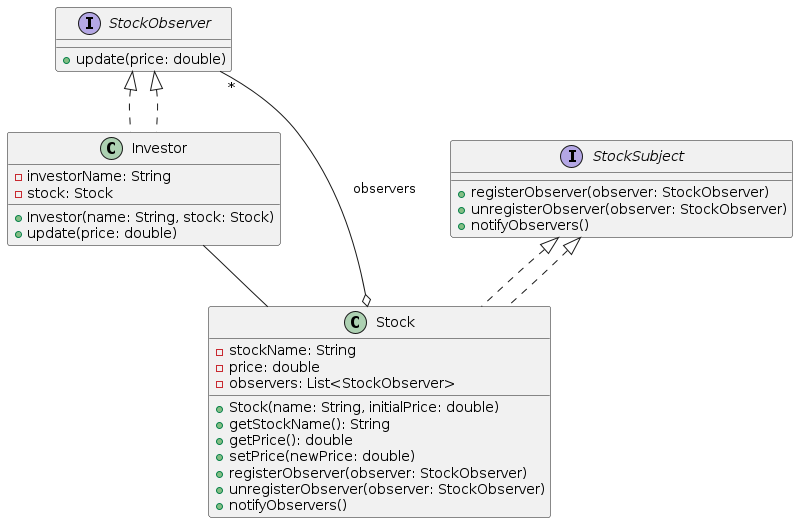 I StockObserver
update(price: double)
*
C Investor
investorName: String
stock: Stock
Investor(name: String, stock: Stock)
update(price: double)
I StockSubject
registerObserver(observer: StockObserver)
unregisterObserver(observer: StockObserver)
notifyObservers()
observers
C Stock
stockName: String
price: double
observers: List<StockObserver>
Stock(name: String, initialPrice: double)
getStockName(): String
getPrice(): double
setPrice(newPrice: double)
registerObserver(observer: StockObserver)
unregisterObserver(observer: StockObserver)
notifyObservers()